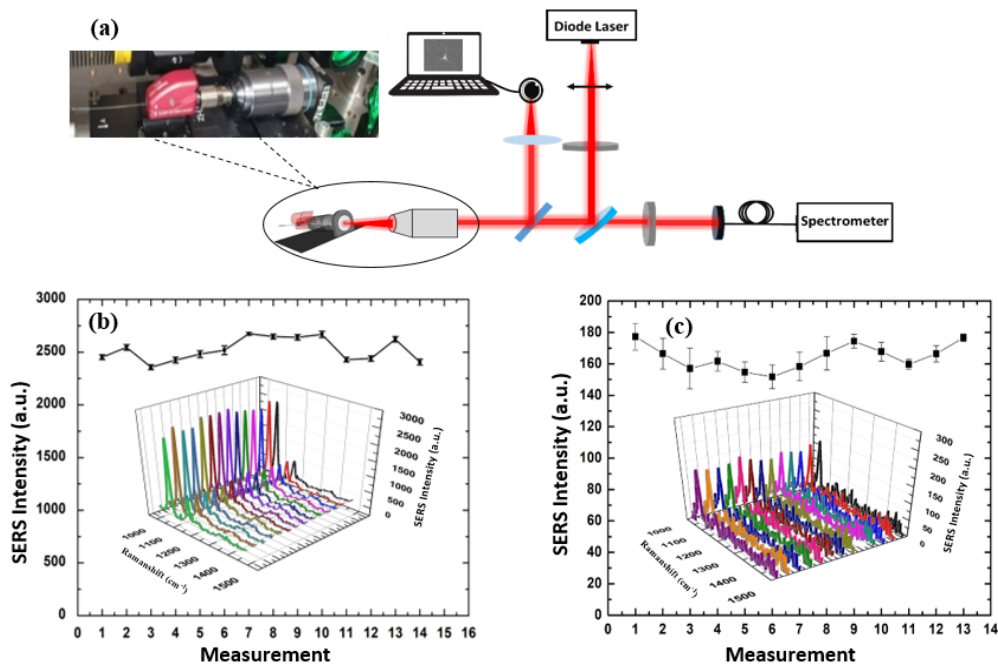 (a)
Diode Laser
Spectrometer
(b)
3000
2500
2000
1500
1000
500
0
SERS Intensity (a.u.)
0 1 2 3 4 5 6 7 8 9 10 11 12 13 14 15 16
Measurement
3000
2500
2000
1500
1000
500
0
SERS Intensity (a.u.)
1000
1100
1200
1300
1400
1500
Ramanshift (cm⁻¹)
(c)
200
180
160
140
120
100
80
60
40
20
0
SERS Intensity (a.u.)
0 1 2 3 4 5 6 7 8 9 10 11 12 13 14
Measurement
300
250
200
150
100
50
0
SERS Intensity (a.u.)
1000
1100
1200
1300
1400
1500
Ramanshift (cm⁻¹)